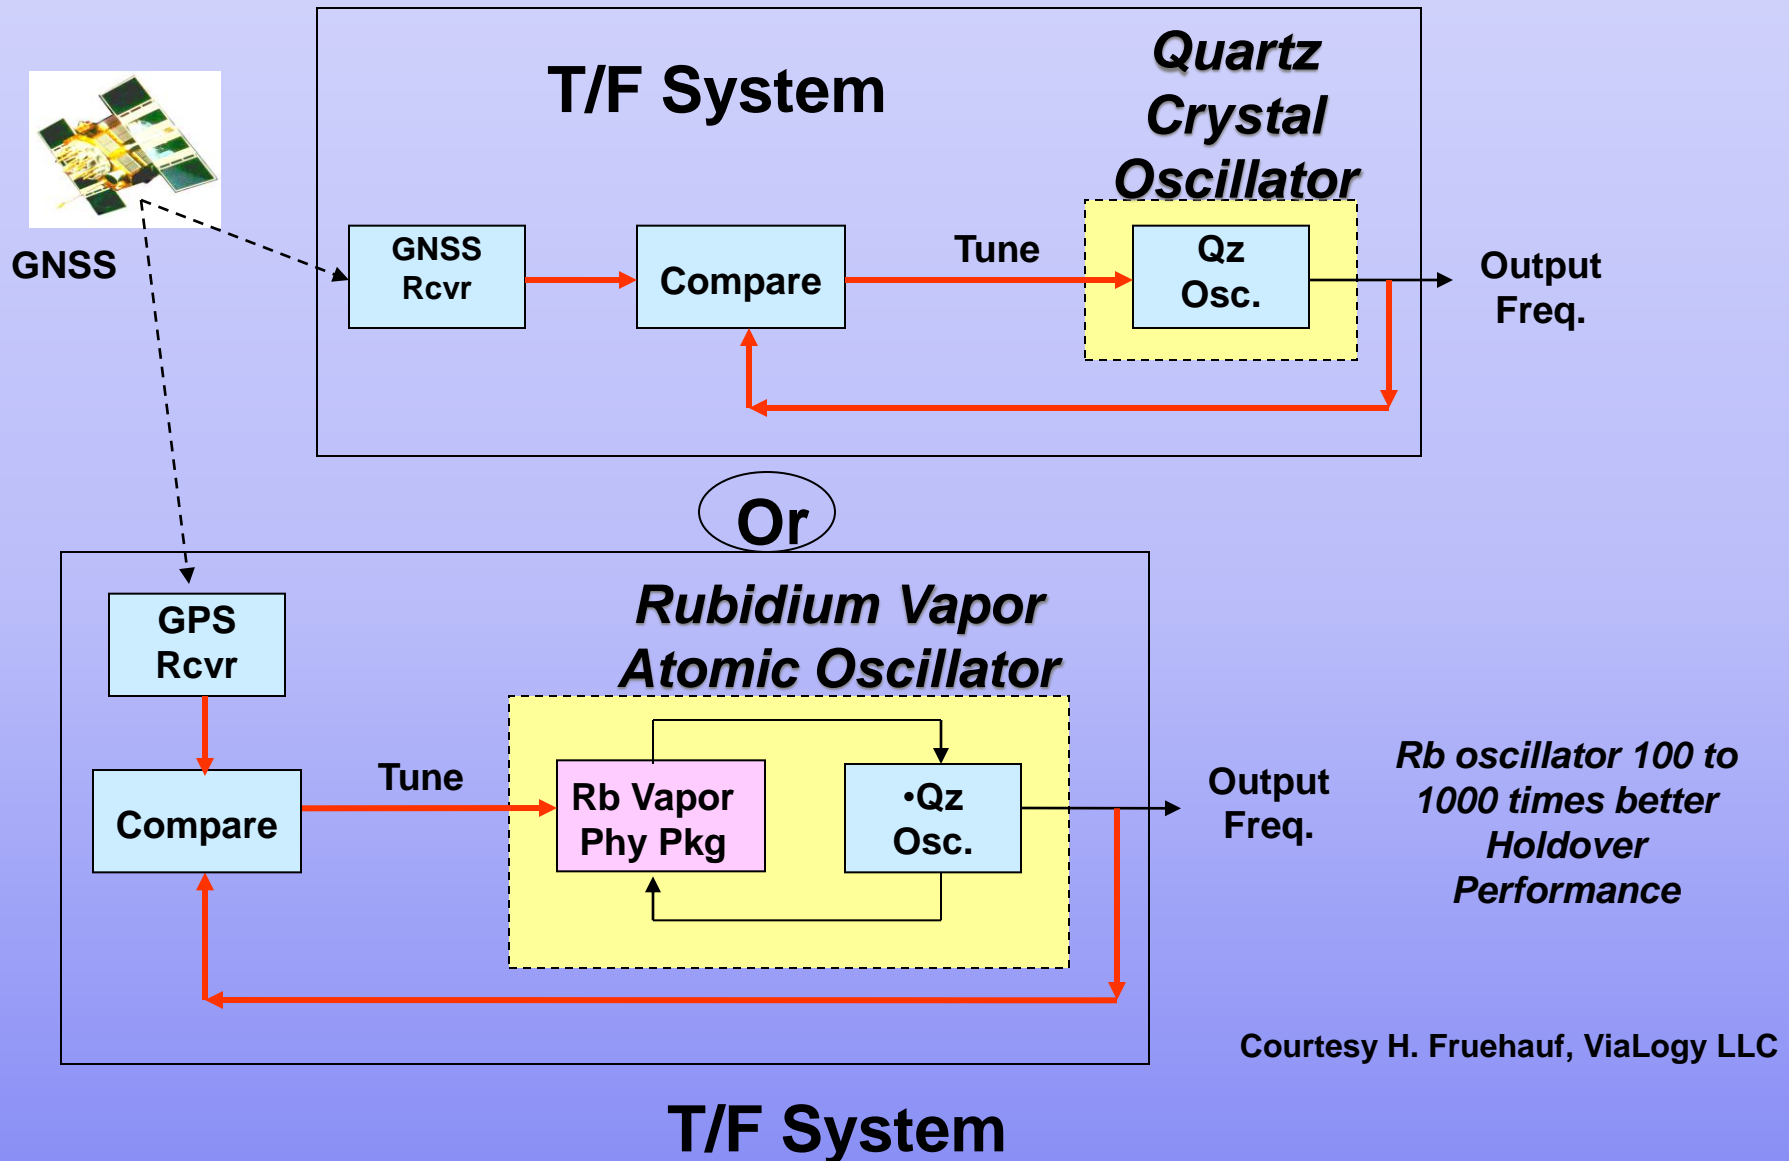 T/F System
Quartz
Crystal
Oscillator
GNSS
GNSS
Rcvr
Compare
Tune
Qz
Osc.
Output
Freq.
Or
Rubidium Vapor
Atomic Oscillator
GPS
Rcvr
Compare
Tune
Rb Vapor
Phy Pkg
•Qz
Osc.
Output
Freq.
Rb oscillator 100 to
1000 times better
Holdover
Performance
Courtesy H. Fruehauf, ViaLogy LLC
T/F System